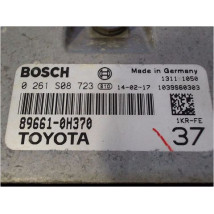 BOSCH
Made in Germany
1311:1050
0 261 S08 723
14-02-17
1039S80303
1KR-FE
89661-0H370
37
TOYOTA